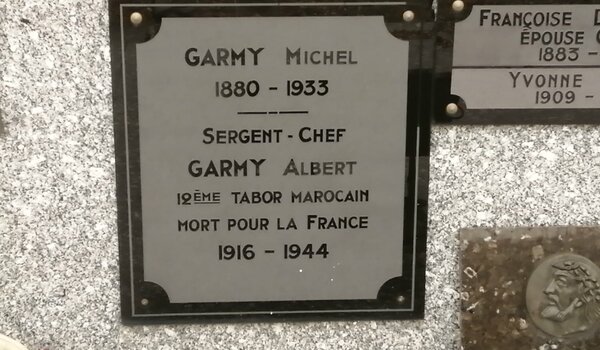 GARMY MICHEL
1880 - 1933
SERGENT-CHEF
GARMY ALBERT
12ÈME TABOR MAROCAIN
MORT POUR LA FRANCE
1916 - 1944
FRANÇOISE
ÉPOUSE
1883 -
YVONNE
1909 -